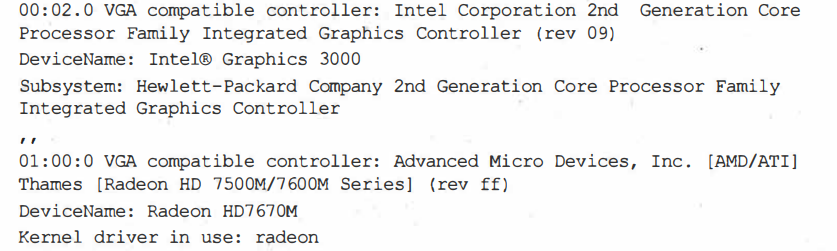 00:02.0 VGA compatible controller: Intel Corporation 2nd Generation Core
Processor Family Integrated Graphics Controller (rev 09)
DeviceName: Intel® Graphics 3000
Subsystem: Hewlett-Packard Company 2nd Generation Core Processor Family
Integrated Graphics Controller
,,
01:00:0 VGA compatible controller: Advanced Micro Devices, Inc. [AMD/ATI]
Thames [Radeon HD 7500M/7600M Series] (rev ff)
DeviceName: Radeon HD7670M
Kernel driver in use: radeon